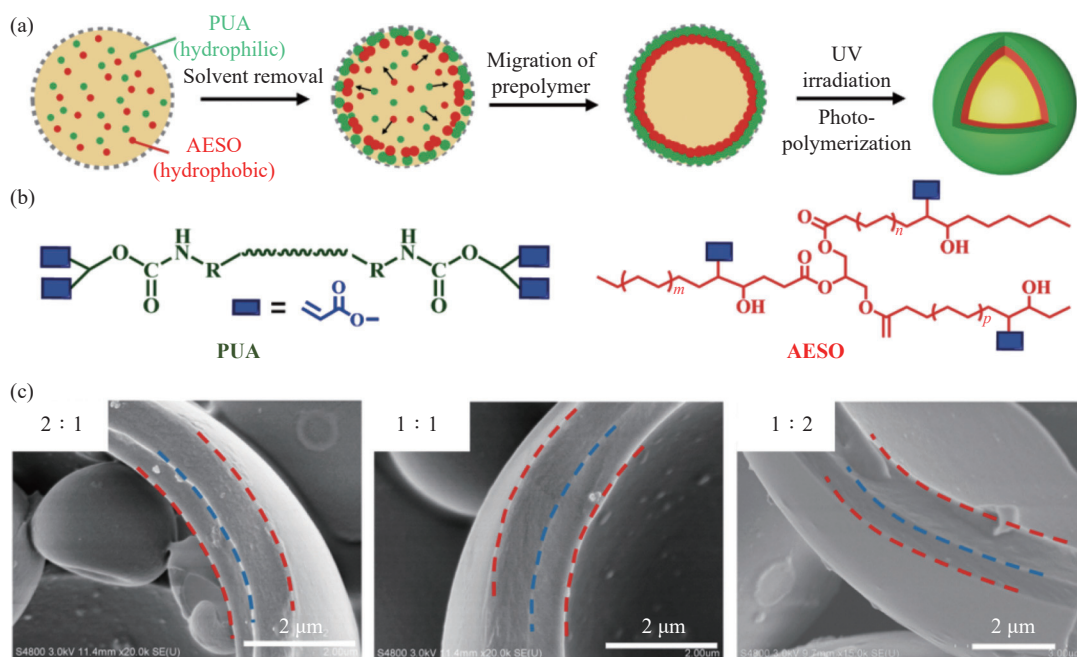 (a)
PUA
(hydrophilic)
AESO
(hydrophobic)
Solvent removal
Migration of
prepolymer
UV
irradiation
Photo-
polymerization
(b)
O C O N H R
R N H C O O
= O O
PUA
O O n OH
m OH O O
O p OH
AESO
(c)
2 : 1
2 μm
S4800 3.0kV 11.4mm x20.0k SE(U)
1 : 1
2 μm
S4800 3.0kV 11.4mm x20.0k SE(U) 2.00um
1 : 2
2 μm
3.00um